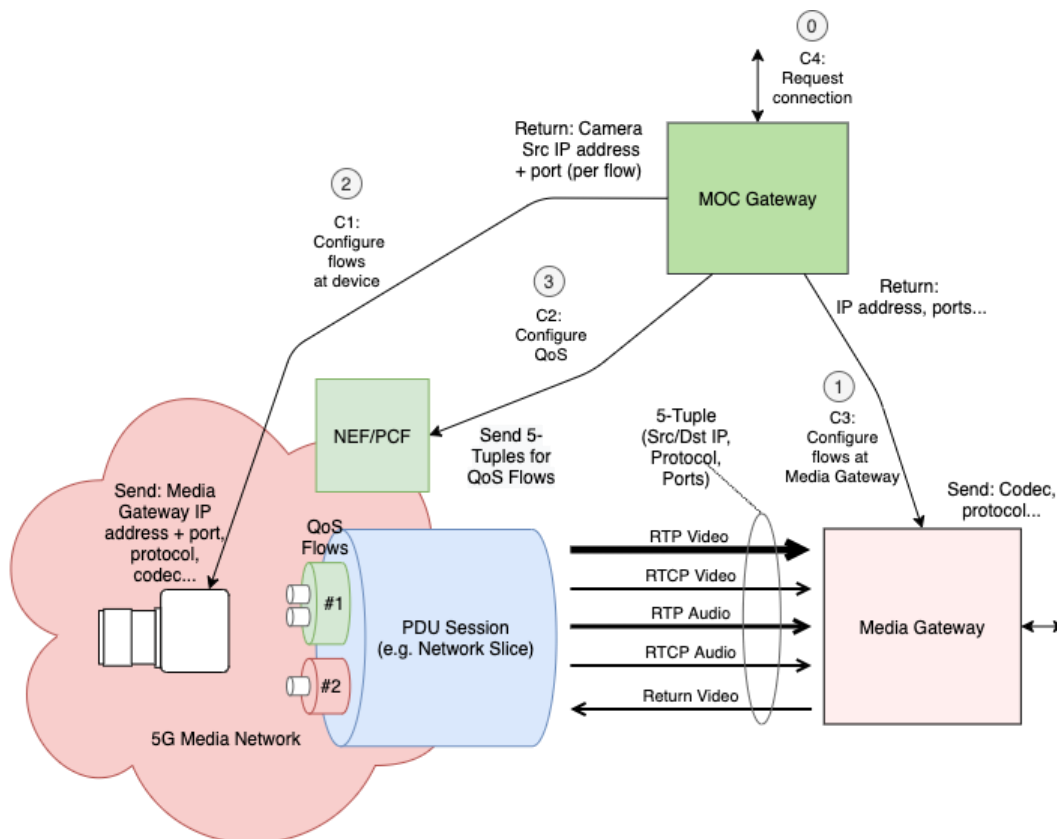 0
C4:
Request
connection
Return: Camera
Src IP address
+ port (per flow)
MOC Gateway
2
C1:
Configure
flows
at device
3
C2:
Configure
QoS
Return:
IP address, ports...
1
C3:
Configure
flows at
Media Gateway
NEF/PCF
Send 5-
Tuples for
QoS Flows
5-Tuple
(Src/Dst IP,
Protocol,
Ports)
Send: Codec,
protocol...
Send: Media
Gateway IP
address + port,
protocol,
codec...
QoS
Flows
#1
#2
PDU Session
(e.g. Network Slice)
RTP Video
RTCP Video
RTP Audio
RTCP Audio
Return Video
Media Gateway
5G Media Network